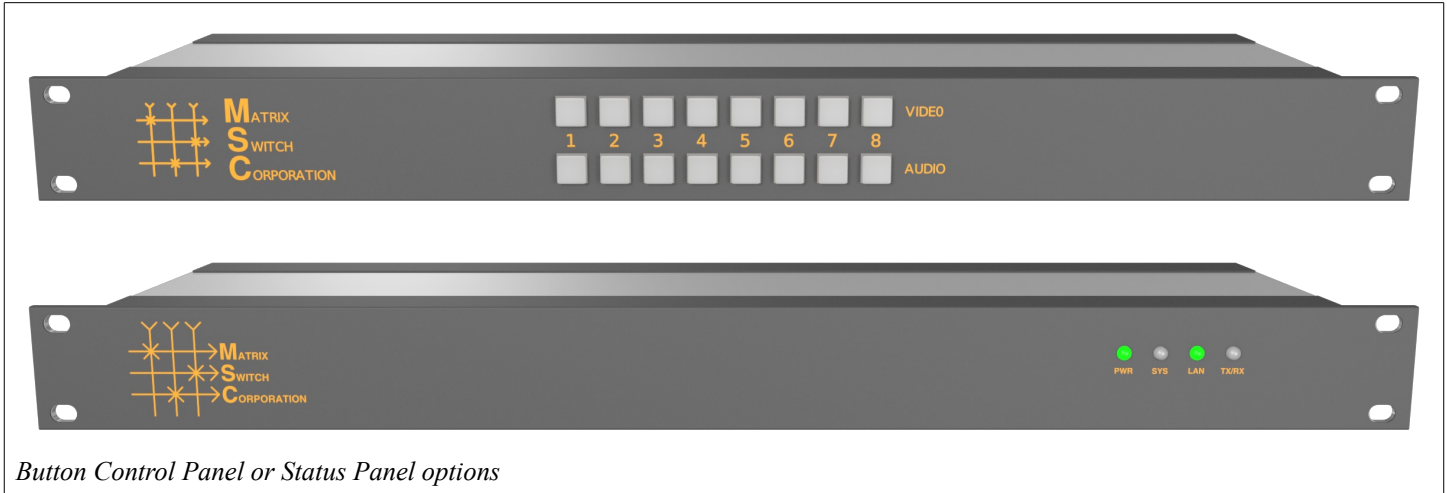 MATRIX
SWITCH
CORPORATION
1 2 3 4 5 6 7 8
VIDEO
AUDIO
MATRIX
SWITCH
CORPORATION
PWR SYS LAN TX/RX
Button Control Panel or Status Panel options